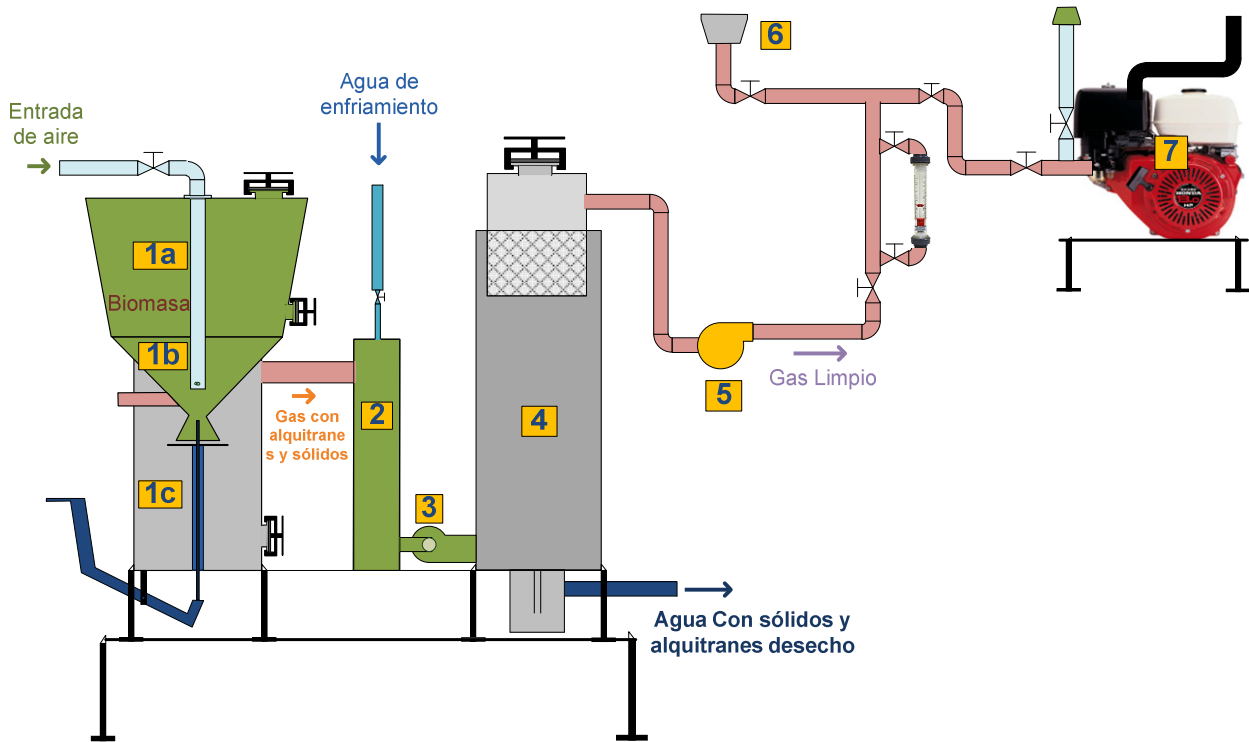 Entrada
de aire
Agua de
enfriamiento
6
7
HONDA
1a
Biomasa
1b
Gas con
alquitrane
s y sólidos
2
1c
3
4
5
Gas Limpio
Agua Con sólidos y
alquitranes desecho